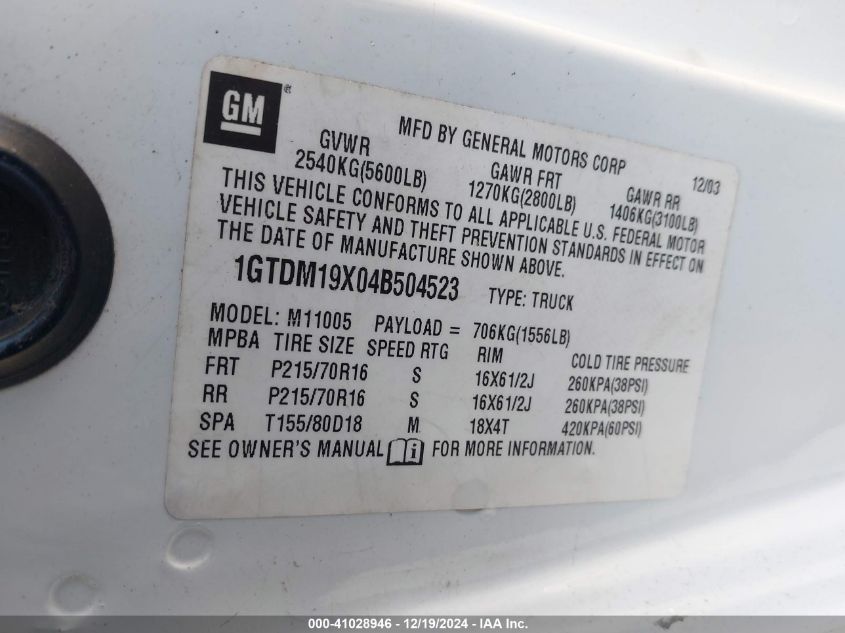 GM ®
MFD BY GENERAL MOTORS CORP 12/03
GVWR GAWR FRT GAWR RR
2540KG(5600LB) 1270KG(2800LB) 1406KG(3100LB)
THIS VEHICLE CONFORMS TO ALL APPLICABLE U.S. FEDERAL MOTOR
VEHICLE SAFETY AND THEFT PREVENTION STANDARDS IN EFFECT ON
THE DATE OF MANUFACTURE SHOWN ABOVE.
1GTDM19X04B504523 TYPE: TRUCK
MODEL: M11005 PAYLOAD = 706KG(1556LB)
MPBA TIRE SIZE SPEED RTG RIM COLD TIRE PRESSURE
FRT P215/70R16 S 16X61/2J 260KPA(38PSI)
RR P215/70R16 S 16X61/2J 260KPA(38PSI)
SPA T155/80D18 M 18X4T 420KPA(60PSI)
SEE OWNER'S MANUAL i FOR MORE INFORMATION.
000-41028946 - 12/19/2024 - IAA Inc.